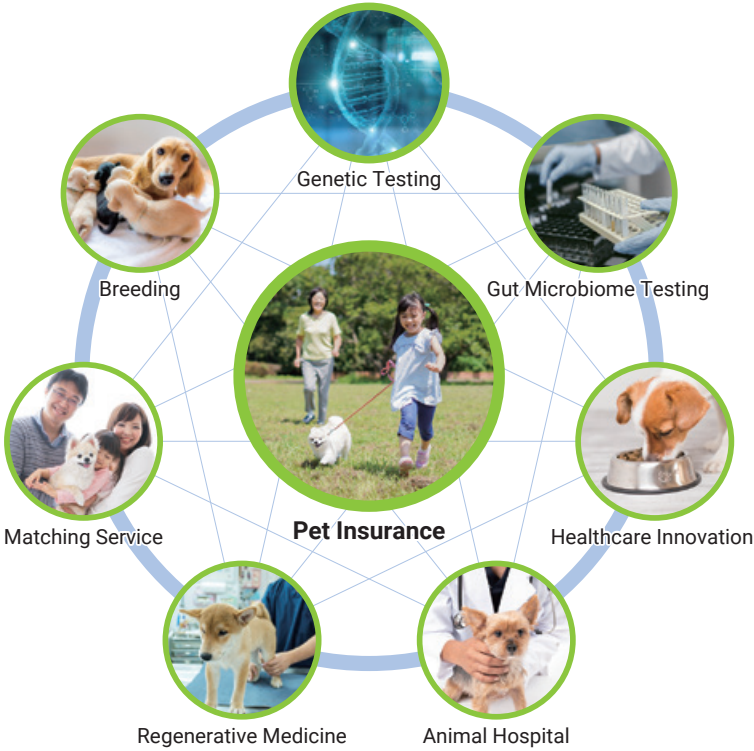 Genetic Testing
Breeding
Gut Microbiome Testing
Pet Insurance
Matching Service
Healthcare Innovation
Regenerative Medicine
Animal Hospital